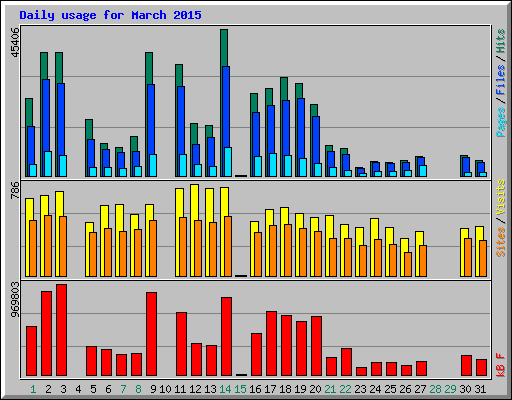 Daily usage for March 2015
45406
Pages / Files / Hits
786
Sites / Visits
969803
kB F
1 2 3 4 5 6 7 8 9 10 11 12 13 14 15 16 17 18 19 20 21 22 23 24 25 26 27 28 29 30 31